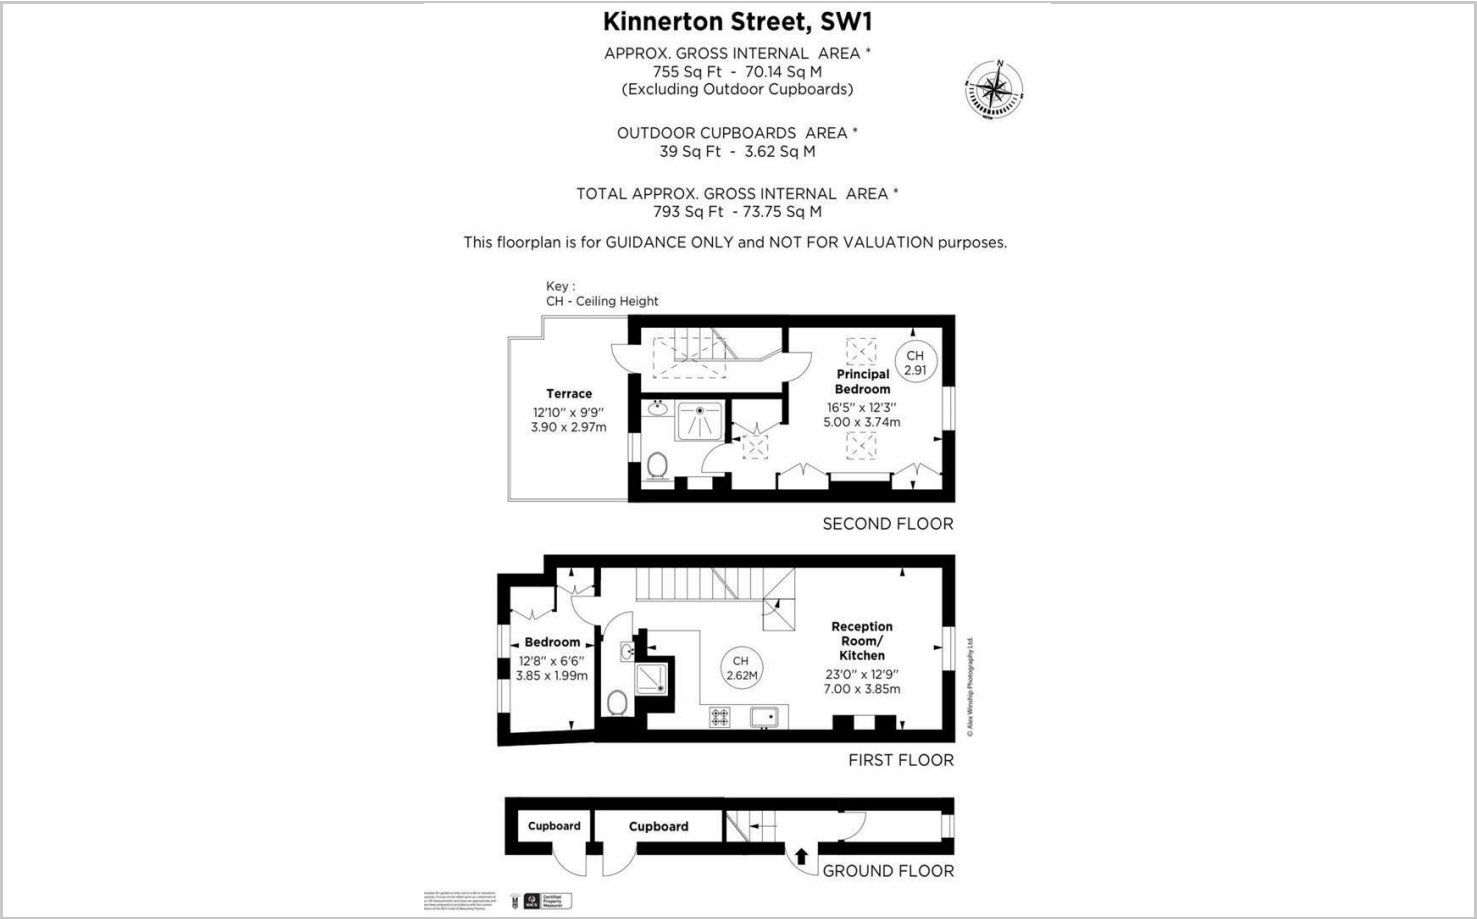 Kinnerton Street, SW1
APPROX. GROSS INTERNAL AREA *
755 Sq Ft - 70.14 Sq M
(Excluding Outdoor Cupboards)
N
OUTDOOR CUPBOARDS AREA *
39 Sq Ft - 3.62 Sq M
TOTAL APPROX. GROSS INTERNAL AREA *
793 Sq Ft - 73.75 Sq M
This floorplan is for GUIDANCE ONLY and NOT FOR VALUATION purposes.
Key :
CH - Ceiling Height
Terrace
12'10" x 9'9"
3.90 x 2.97m
CH
2.91
Principal
Bedroom
16'5" x 12'3"
5.00 x 3.74m
SECOND FLOOR
Bedroom
12'8" x 6'6"
3.85 x 1.99m
CH
2.62M
Reception
Room/
Kitchen
23'0" x 12'9"
7.00 x 3.85m
© Alex Winship Photography Ltd.
FIRST FLOOR
Cupboard
Cupboard
GROUND FLOOR
RICS
Certified
Property
Measurer